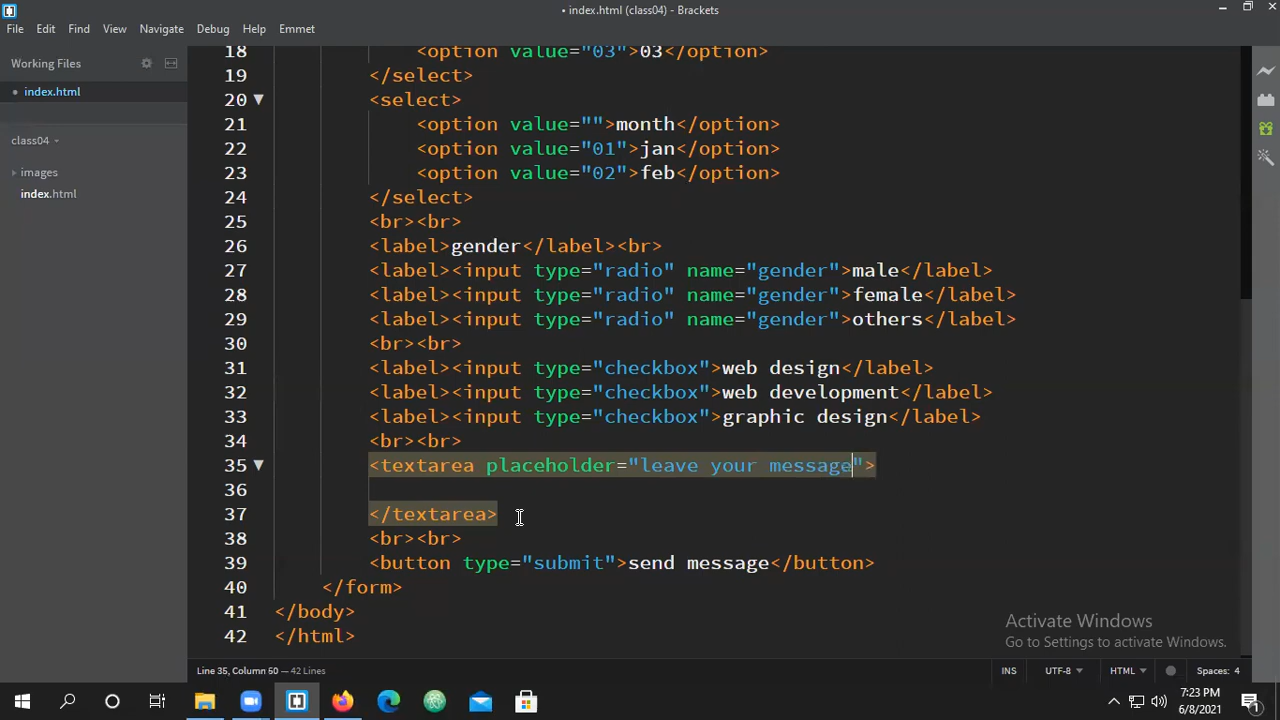 • index.html (class04) - Brackets
File Edit Find View Navigate Debug Help Emmet
Working Files
• index.html
class04
images
index.html
18 <option value="03">03</option>
19 </select>
20 <select>
21 <option value="">month</option>
22 <option value="01">jan</option>
23 <option value="02">feb</option>
24 </select>
25 <br><br>
26 <label>gender</label><br>
27 <label><input type="radio" name="gender">male</label>
28 <label><input type="radio" name="gender">female</label>
29 <label><input type="radio" name="gender">others</label>
30 <br><br>
31 <label><input type="checkbox">web design</label>
32 <label><input type="checkbox">web development</label>
33 <label><input type="checkbox">graphic design</label>
34 <br><br>
35 <textarea placeholder="leave your message">
36
37 </textarea>
38 <br><br>
39 <button type="submit">send message</button>
40 </form>
41 </body>
42 </html>
Activate Windows
Go to Settings to activate Windows.
Line 35, Column 50 — 42 Lines
INS UTF-8 HTML Spaces: 4
7:23 PM
6/8/2021
1